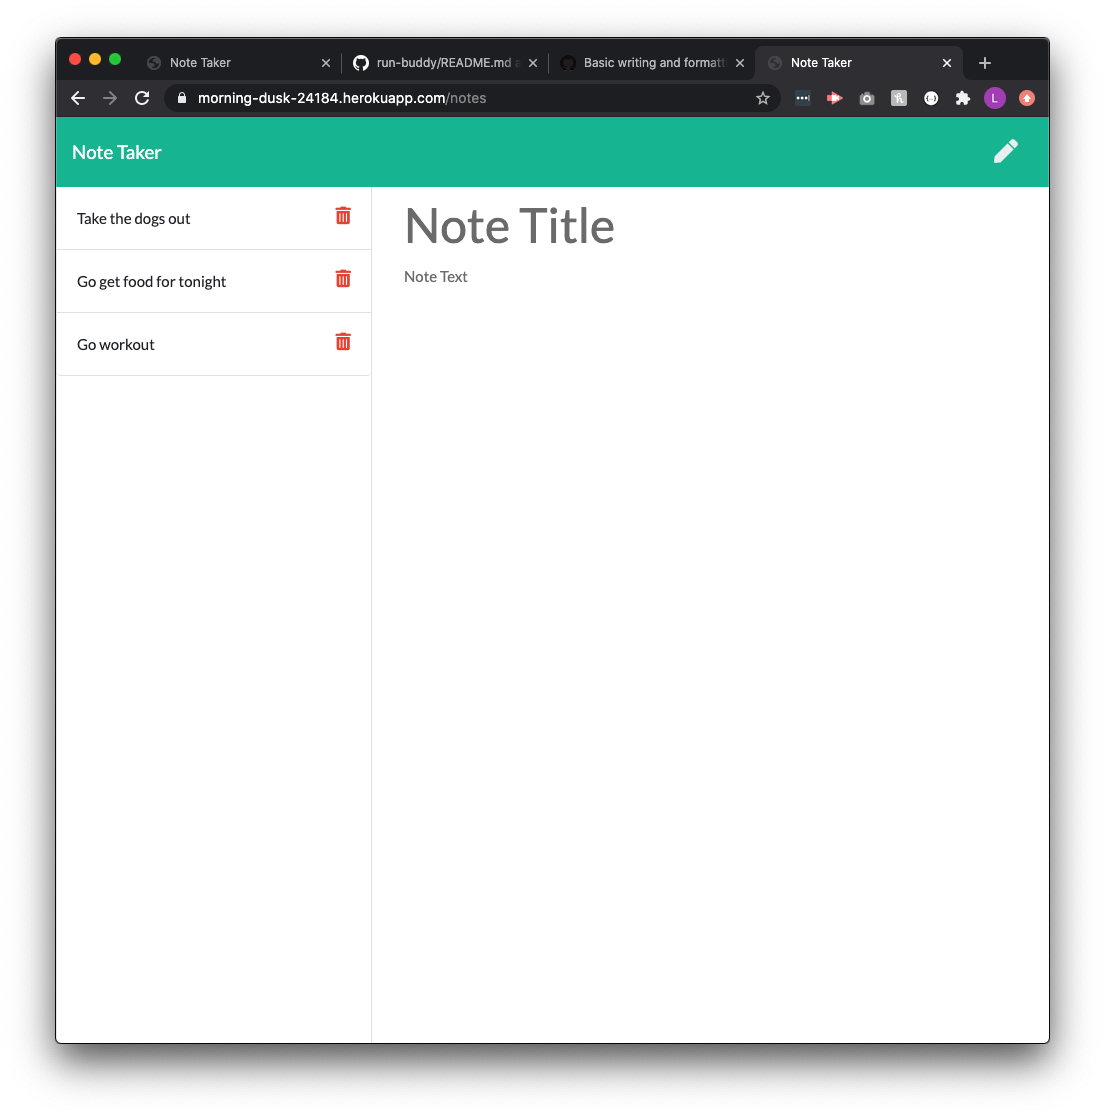 Note Taker
run-buddy/README.md
Basic writing and formatt
Note Taker
morning-dusk-24184.herokuapp.com/notes
L
Note Taker
Take the dogs out
Go get food for tonight
Go workout
Note Title
Note Text